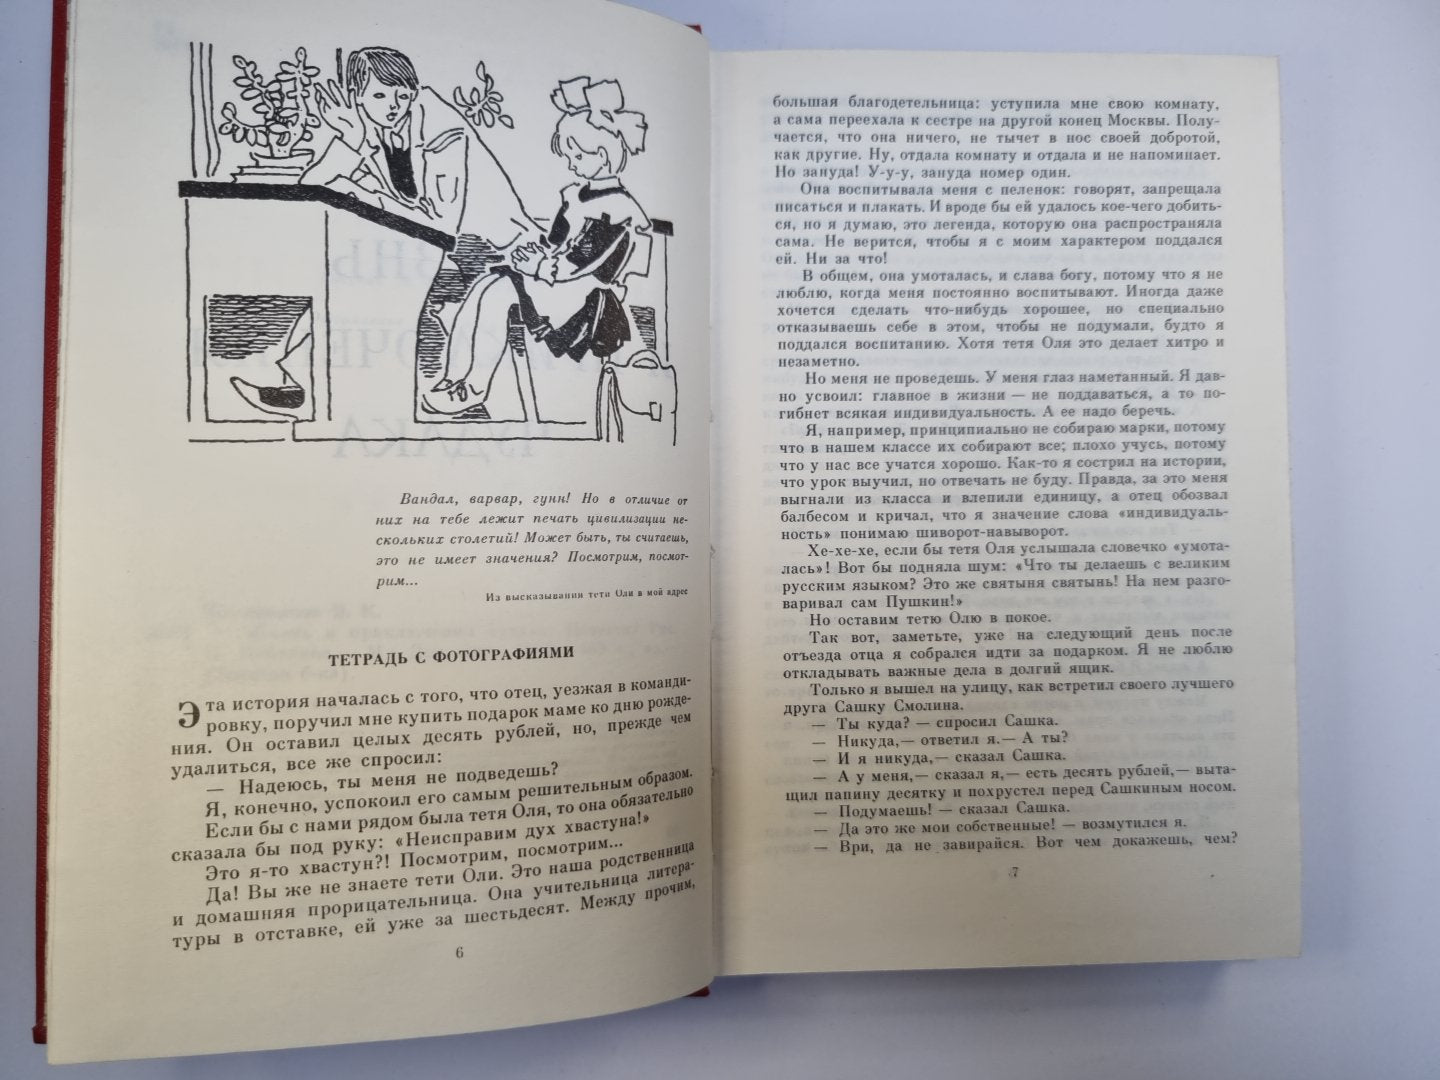 Вандал, варвар, гунн! Но в отличие от
них на тебе лежит печать цивилизации не-
скольких столетий! Может быть, ты считаешь,
это не имеет значения? Посмотрим, посмот-
рим...
Из высказывания тети Оли в мой адрес
ТЕТРАДЬ С ФОТОГРАФИЯМИ
Эта история началась с того, что отец, уезжая в команди-
ровку, поручил мне купить подарок маме ко дню рожде-
ния. Он оставил целых десять рублей, но, прежде чем
удалиться, все же спросил:
— Надеюсь, ты меня не подведешь?
Я, конечно, успокоил его самым решительным образом.
Если бы с нами рядом была тетя Оля, то она обязательно
сказала бы под руку: «Неисправим дух хвастуна!»
Это я-то хвастун?! Посмотрим, посмотрим...
Да! Вы же не знаете тети Оли. Это наша родственница
и домашняя прорицательница. Она учительница литера-
туры в отставке, ей уже за шестьдесят. Между прочим,
6
большая благодетельница: уступила мне свою комнату,
а сама переехала к сестре на другой конец Москвы. Полу-
чается, что она ничего, не тычет в нос своей добротой,
как другие. Ну, отдала комнату и отдала и не напоминает.
Но зануда! У-у-у, зануда номер один.
Она воспитывала меня с пеленок: говорят, запрещала
писаться и плакать. И вроде бы ей удалось кое-чего добить-
ся, но я думаю, это легенда, которую она распространяла
сама. Не верится, чтобы я с моим характером поддался
ей. Ни за что!
В общем, она умоталась, и слава богу, потому что я не
люблю, когда меня постоянно воспитывают. Иногда даже
хочется сделать что-нибудь хорошее, но специально
отказываешь себе в этом, чтобы не подумали, будто я
поддался воспитанию. Хотя тетя Оля это делает хитро и
незаметно.
Но меня не проведешь. У меня глаз наметанный. Я дав-
но усвоил: главное в жизни — не поддаваться, а то по-
гибнет всякая индивидуальность. А ее надо беречь.
Я, например, принципиально не собираю марки, потому
что в нашем классе их собирают все; плохо учусь, потому
что у нас все учатся хорошо. Как-то я сострил на истории,
что урок выучил, но отвечать не буду. Правда, за это меня
выгнали из класса и влепили единицу, а отец обозвал
балбесом и кричал, что я значение слова «индивидуаль-
ность» понимаю шиворот-навыворот.
Хе-хе-хе, если бы тетя Оля услышала словечко «умота-
лась»! Вот бы подняла шум: «Что ты делаешь с великим
русским языком? Это же святыня святынь! На нем разго-
варивал сам Пушкин!»
Но оставим тетю Олю в покое.
Так вот, заметьте, уже на следующий день после
отъезда отца я собрался идти за подарком. Я не люблю
откладывать важные дела в долгий ящик.
Только я вышел на улицу, как встретил своего лучшего
друга Сашку Смолина.
— Ты куда? — спросил Сашка.
— Никуда,— ответил я.— А ты?
— И я никуда,— сказал Сашка.
— А у меня,— сказал я,— есть десять рублей,— выта-
щил папину десятку и похрустел перед Сашкиным носом.
— Подумаешь! — сказал Сашка.
— Да это же мои собственные! — возмутился я.
— Ври, да не завирайся. Вот чем докажешь, чем?
7